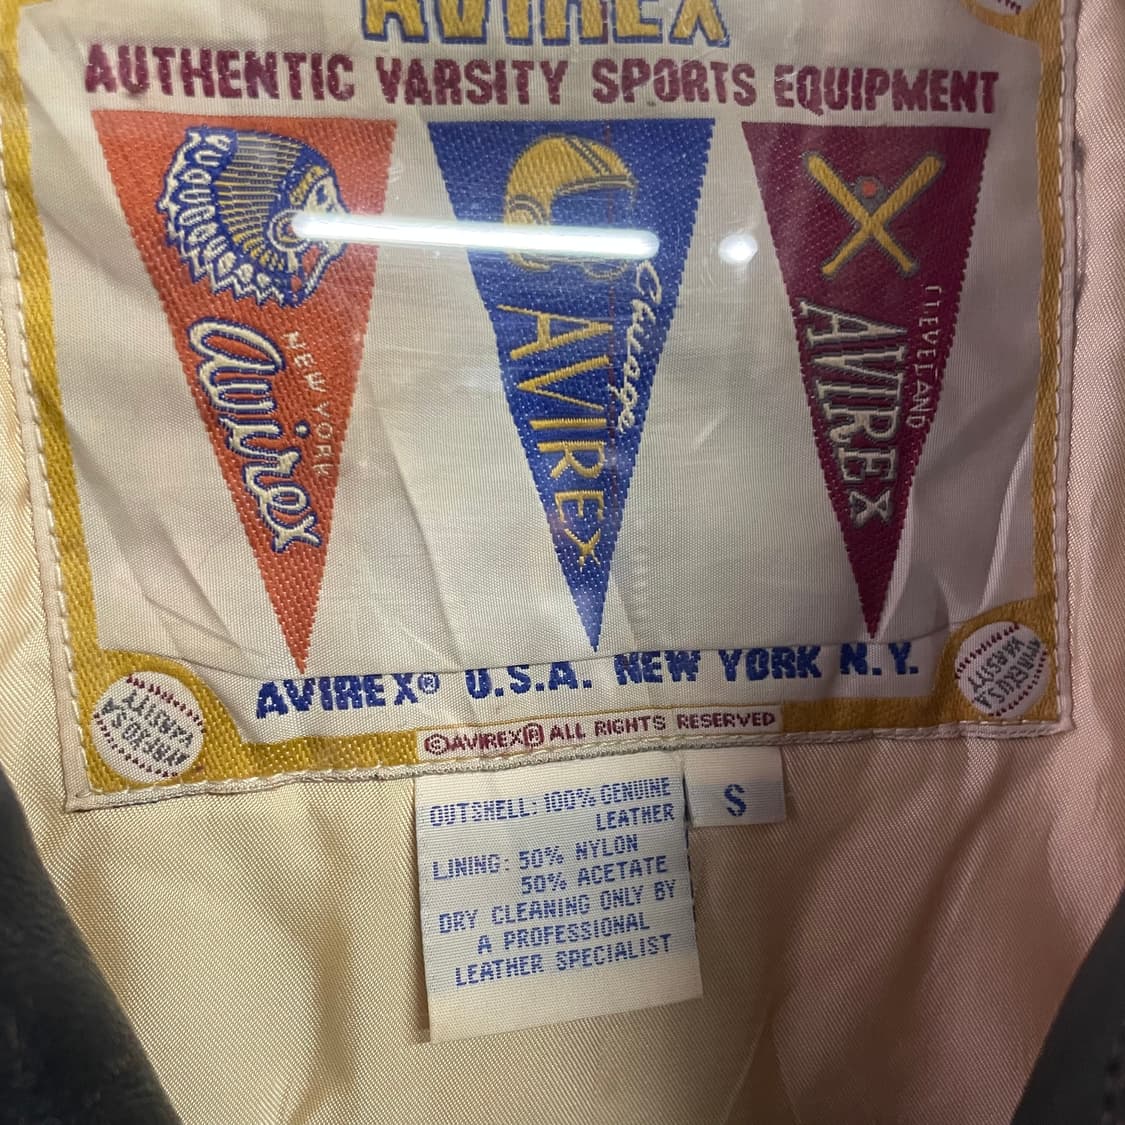 AVIREX
AUTHENTIC VARSITY SPORTS EQUIPMENT
NEW YORK
Avirex
Chicago
AVIREX
CLEVELAND
AVIREX
AVIREX® U.S.A. NEW YORK N.Y.
©AVIREX® ALL RIGHTS RESERVED
OUTSHELL: 100% GENUINE
LEATHER
LINING: 50% NYLON
50% ACETATE
DRY CLEANING ONLY BY
A PROFESSIONAL
LEATHER SPECIALIST
S